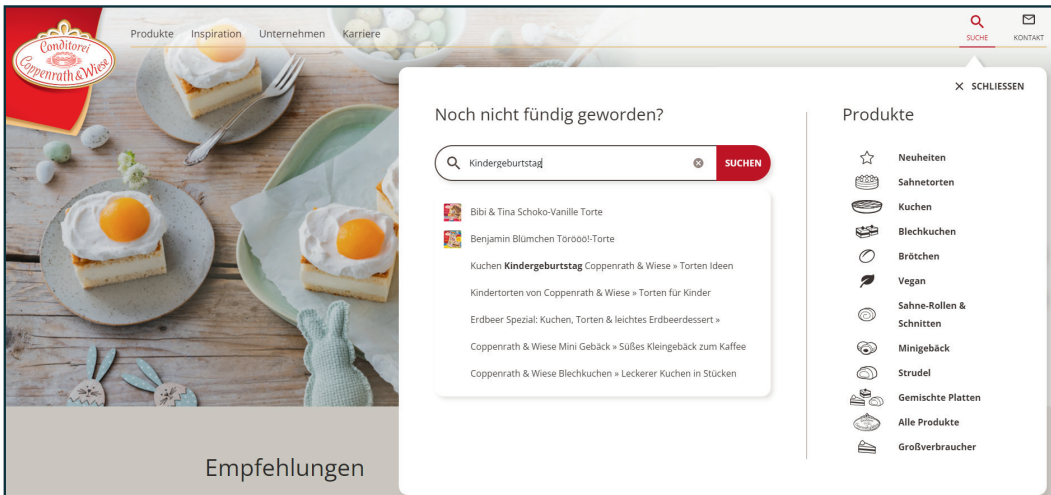 Conditorei
Coppenrath & Wiese
Produkte Inspiration Unternehmen Karriere
SUCHE
KONTAKT
SCHLIESSEN
Noch nicht fündig geworden?
Kindergeburtstag
SUCHEN
Bibi & Tina Schoko-Vanille Torte
Benjamin Blümchen Törööö!-Torte
Kuchen Kindergeburtstag Coppenrath & Wiese » Torten Ideen
Kindertorten von Coppenrath & Wiese » Torten für Kinder
Erdbeer Spezial: Kuchen, Torten & leichtes Erdbeerdessert »
Coppenrath & Wiese Mini Gebäck » Süßes Kleingebäck zum Kaffee
Coppenrath & Wiese Blechkuchen » Leckerer Kuchen in Stücken
Produkte
Neuheiten
Sahnetorten
Kuchen
Blechkuchen
Brötchen
Vegan
Sahne-Rollen &
Schnitten
Minigebäck
Strudel
Gemischte Platten
Alle Produkte
Großverbraucher
Empfehlungen